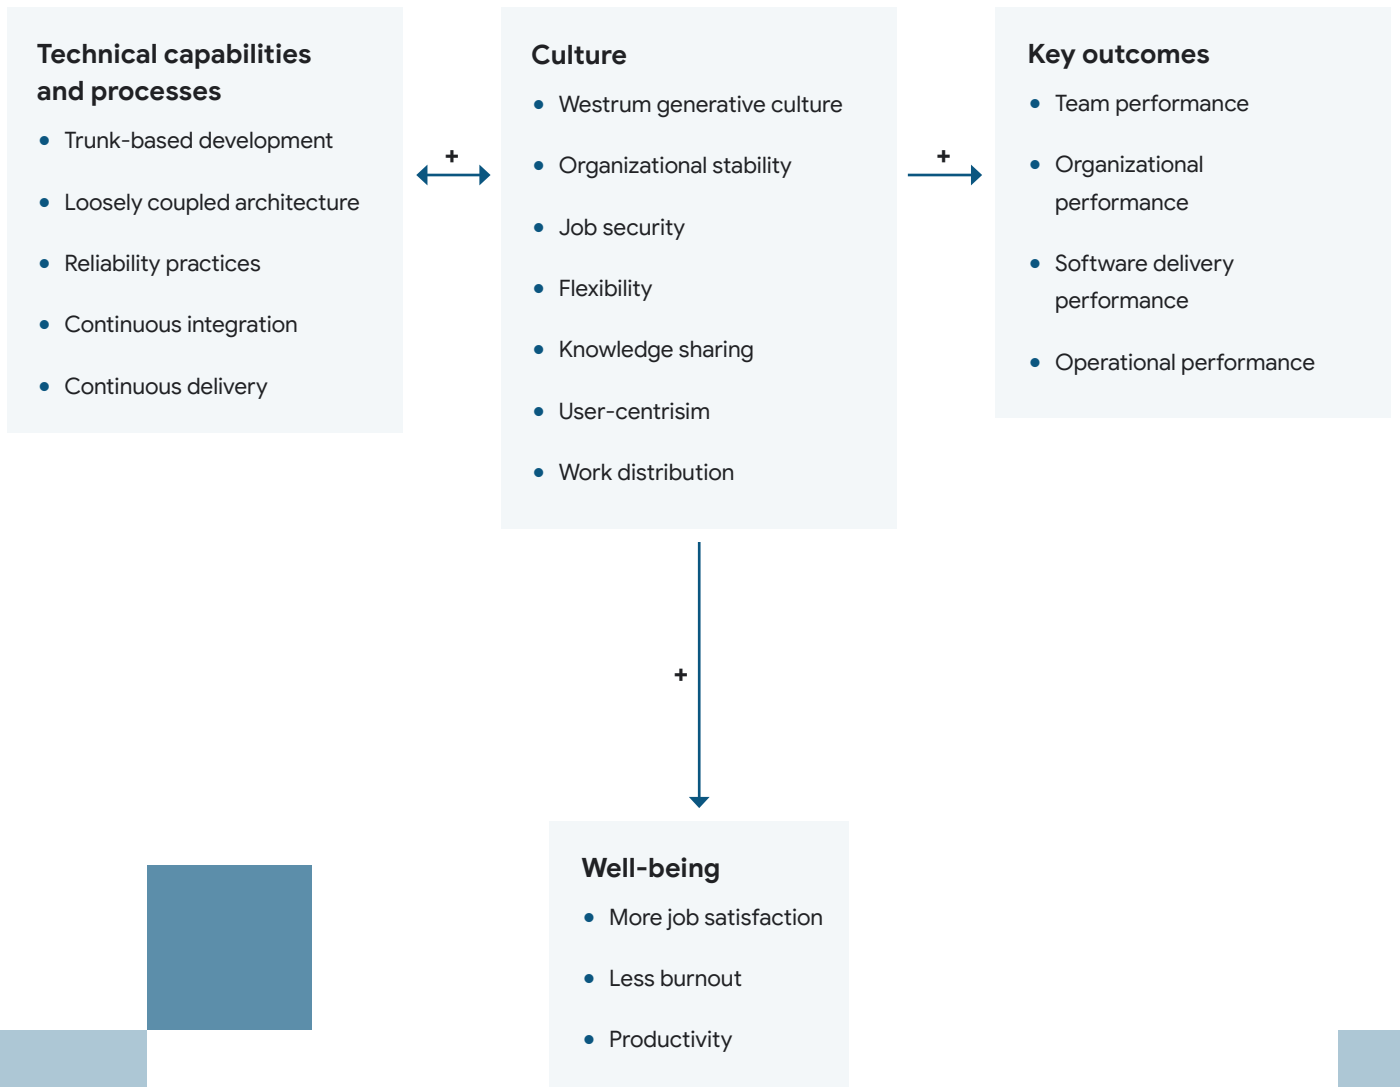 Technical capabilities
and processes
Trunk-based development
Loosely coupled architecture
Reliability practices
Continuous integration
Continuous delivery
+
Culture
Westrum generative culture
Organizational stability
Job security
Flexibility
Knowledge sharing
User-centrisim
Work distribution
+
Key outcomes
Team performance
Organizational
performance
Software delivery
performance
Operational performance
+
Well-being
More job satisfaction
Less burnout
Productivity